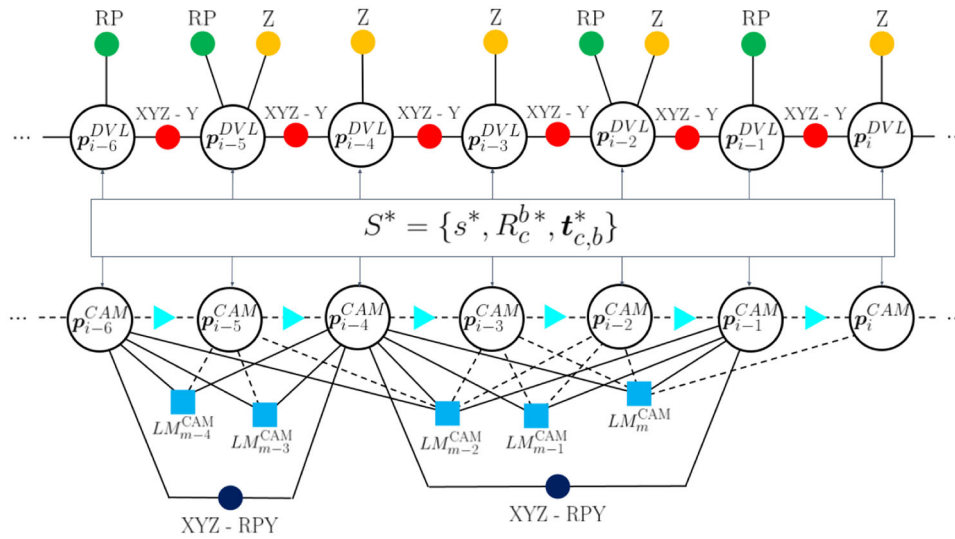 RP RP Z Z Z RP Z RP Z
XYZ - Y XYZ - Y XYZ - Y XYZ - Y XYZ - Y XYZ - Y
... p_{i-6}^{DVL} p_{i-5}^{DVL} p_{i-4}^{DVL} p_{i-3}^{DVL} p_{i-2}^{DVL} p_{i-1}^{DVL} p_i^{DVL} ...
S^* = {s^*, R_c^{b*}, t_{c,b}^*}
... p_{i-6}^{CAM} p_{i-5}^{CAM} p_{i-4}^{CAM} p_{i-3}^{CAM} p_{i-2}^{CAM} p_{i-1}^{CAM} p_i^{CAM} ...
LM_{m-4}^{CAM} LM_{m-3}^{CAM} LM_{m-2}^{CAM} LM_{m-1}^{CAM} LM_m^{CAM}
XYZ - RPY XYZ - RPY